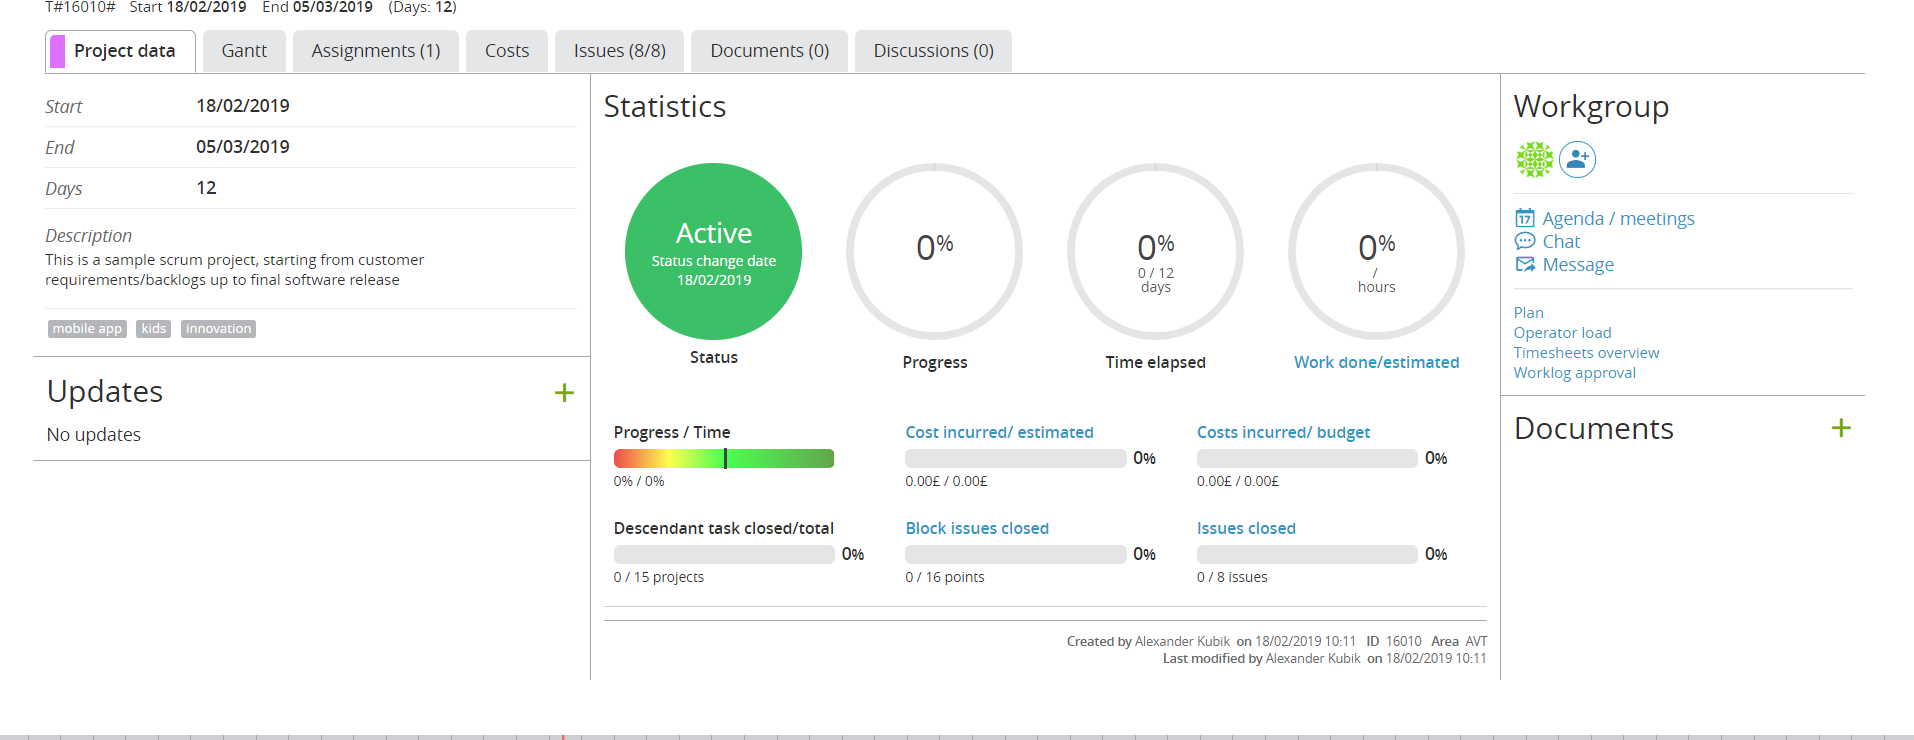 T#16010# Start 18/02/2019 End 05/03/2019 (Days: 12)
Project data Gantt Assignments (1) Costs Issues (8/8) Documents (0) Discussions (0)
Start 18/02/2019
End 05/03/2019
Days 12
Description
This is a sample scrum project, starting from customer
requirements/backlogs up to final software release
mobile app kids innovation
Updates +
No updates
Statistics
Active
Status change date
18/02/2019
Status
0%
Progress
0%
0 / 12
days
Time elapsed
0%
/
hours
Work done/estimated
Progress / Time
0% / 0%
Cost incurred/ estimated
0%
0.00£ / 0.00£
Costs incurred/ budget
0%
0.00£ / 0.00£
Descendant task closed/total
0%
0 / 15 projects
Block issues closed
0%
0 / 16 points
Issues closed
0%
0 / 8 issues
Created by Alexander Kubik on 18/02/2019 10:11 ID 16010 Area AVT
Last modified by Alexander Kubik on 18/02/2019 10:11
Workgroup
17 Agenda / meetings
Chat
Message
Plan
Operator load
Timesheets overview
Worklog approval
Documents +